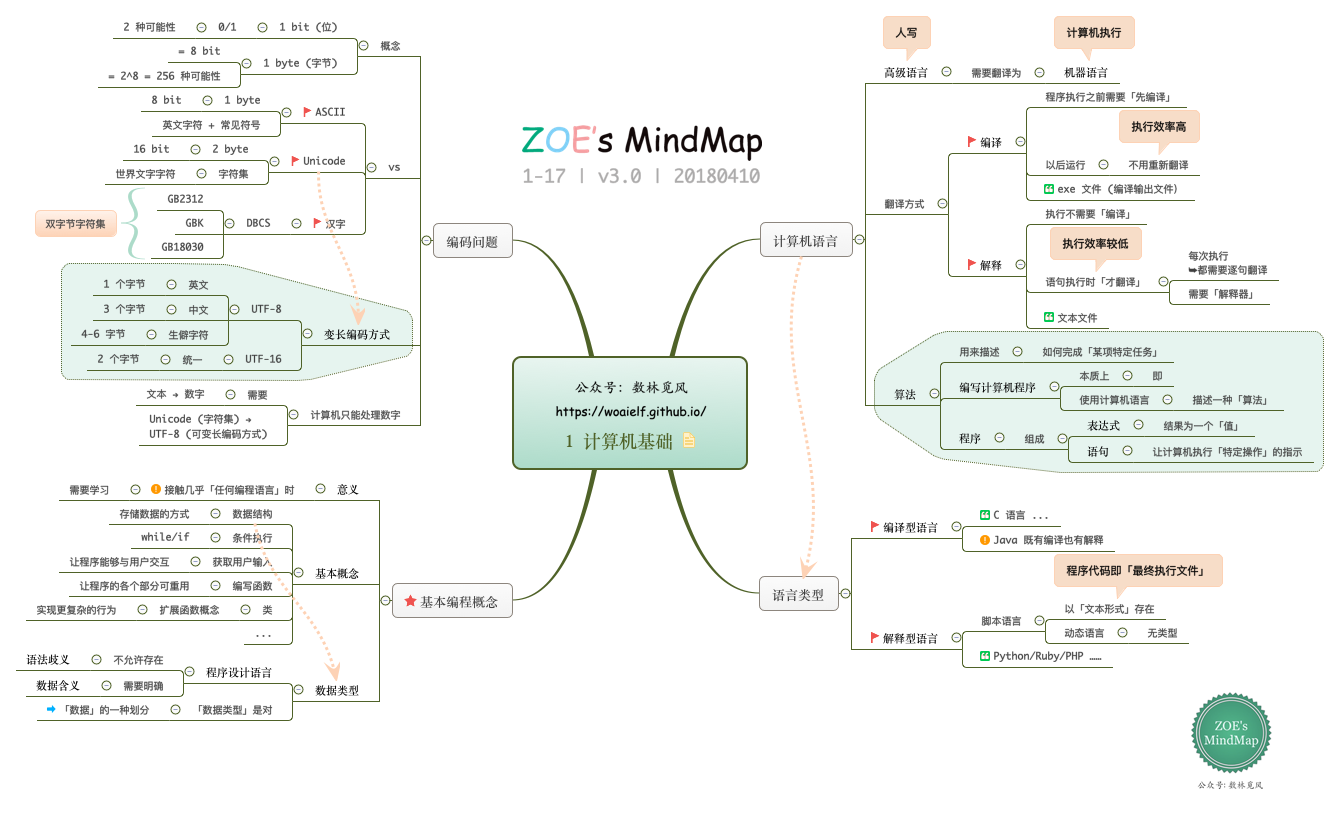 ZOE's MindMap
1-17 | v3.0 | 20180410
公众号: 数林觅风
https://woaielf.github.io/
1 计算机基础
编码问题
概念
1 bit (位)
0/1
2 种可能性
1 byte (字节)
= 8 bit
= 2^8 = 256 种可能性
vs
ASCII
1 byte
8 bit
英文字符 + 常见符号
Unicode
2 byte
16 bit
字符集
世界文字字符
汉字
DBCS
GB2312
GBK
GB18030
双字节字符集
变长编码方式
UTF-8
英文
1 个字节
中文
3 个字节
生僻字符
4-6 字节
UTF-16
统一
2 个字节
计算机只能处理数字
需要
文本 → 数字
Unicode (字符集) →
UTF-8 (可变长编码方式)
基本编程概念
意义
接触几乎「任何编程语言」时
需要学习
基本概念
数据结构
存储数据的方式
条件执行
while/if
获取用户输入
让程序能够与用户交互
编写函数
让程序的各个部分可重用
类
扩展函数概念
实现更复杂的行为
...
数据类型
程序设计语言
不允许存在
语法歧义
需要明确
数据含义
「数据类型」是对
「数据」的一种划分
计算机语言
人写
高级语言
需要翻译为
计算机执行
机器语言
翻译方式
编译
程序执行之前需要「先编译」
执行效率高
以后运行
不用重新翻译
exe 文件 (编译输出文件)
解释
执行不需要「编译」
执行效率较低
语句执行时「才翻译」
每次执行
➥都需要逐句翻译
需要「解释器」
文本文件
算法
用来描述
如何完成「某项特定任务」
编写计算机程序
本质上
即
使用计算机语言
描述一种「算法」
程序
组成
表达式
结果为一个「值」
语句
让计算机执行「特定操作」的指示
语言类型
编译型语言
C 语言 ...
Java 既有编译也有解释
解释型语言
程序代码即「最终执行文件」
脚本语言
以「文本形式」存在
动态语言
无类型
Python/Ruby/PHP ……
ZOE's
MindMap
公众号: 数林觅风